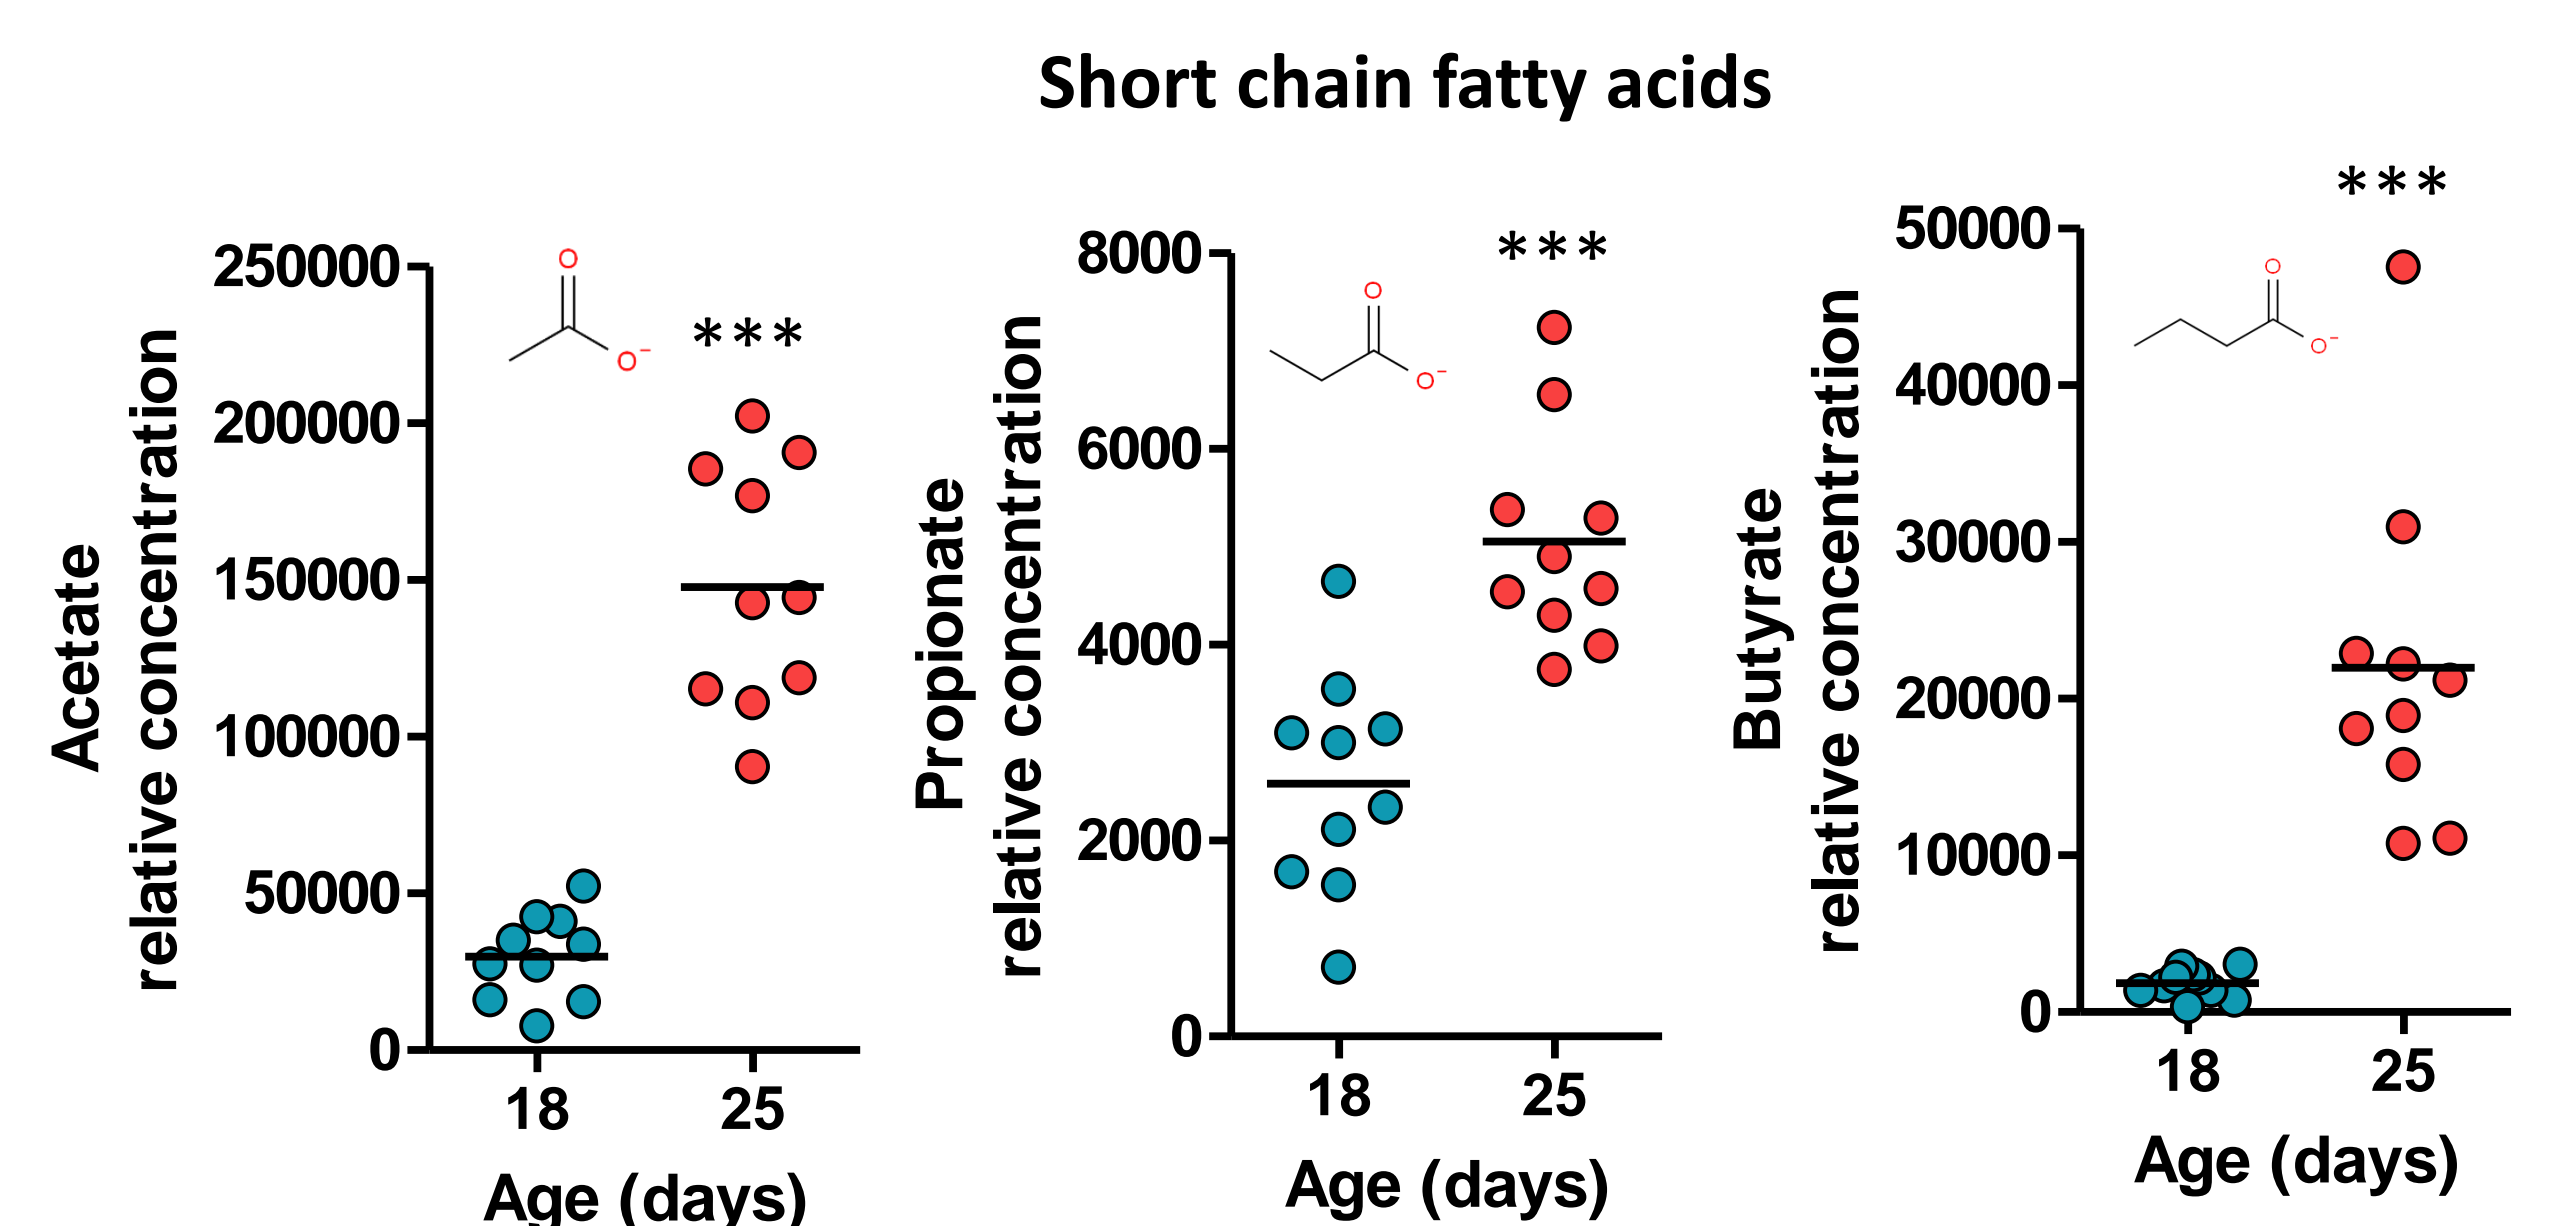 Short chain fatty acids
Acetate
relative concentration
250000
200000
150000
100000
50000
0
O
O⁻
***
18
25
Age (days)
Propionate
relative concentration
8000
6000
4000
2000
0
O
O⁻
***
18
25
Age (days)
Butyrate
relative concentration
50000
40000
30000
20000
10000
0
O
O⁻
***
18
25
Age (days)